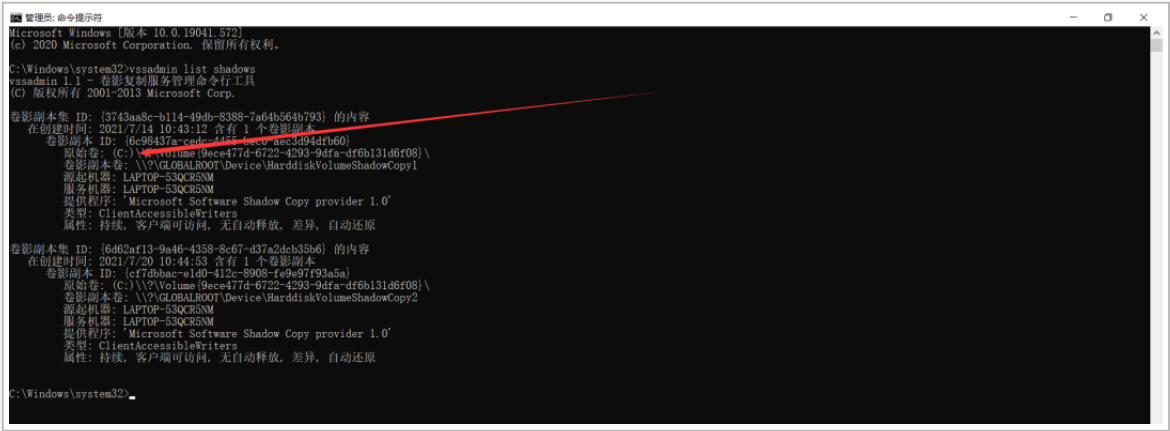 管理员: 命令提示符
Microsoft Windows [版本 10.0.19041.572]
(c) 2020 Microsoft Corporation. 保留所有权利。
C:\Windows\system32>vssadmin list shadows
vssadmin 1.1 - 卷影复制服务管理命令行工具
(C) 版权所有 2001-2013 Microsoft Corp.
卷影副本集 ID: {3743aa8c-b114-49db-8388-7a64b564b793} 的内容
在创建时间: 2021/7/14 10:43:12 含有 1 个卷影副本
卷影副本 ID: {6c98437a-cedc-4455-bec0-aec3d94dfb60}
原始卷: (C:)\\?\Volume{9ece477d-6722-4293-9dfa-df6b131d6f08}\
卷影副本卷: \\?\GLOBALROOT\Device\HarddiskVolumeShadowCopy1
源起机器: LAPTOP-53QCR5NM
服务机器: LAPTOP-53QCR5NM
提供程序: 'Microsoft Software Shadow Copy provider 1.0'
类型: ClientAccessibleWriters
属性: 持续, 客户端可访问, 无自动释放, 差异, 自动还原
卷影副本集 ID: {6d62af13-9a46-4358-8c67-d37a2dcb35b6} 的内容
在创建时间: 2021/7/20 10:44:53 含有 1 个卷影副本
卷影副本 ID: {cf7dbbac-e1d0-412c-8908-fe9e97f93a5a}
原始卷: (C:)\\?\Volume{9ece477d-6722-4293-9dfa-df6b131d6f08}\
卷影副本卷: \\?\GLOBALROOT\Device\HarddiskVolumeShadowCopy2
源起机器: LAPTOP-53QCR5NM
服务机器: LAPTOP-53QCR5NM
提供程序: 'Microsoft Software Shadow Copy provider 1.0'
类型: ClientAccessibleWriters
属性: 持续, 客户端可访问, 无自动释放, 差异, 自动还原
C:\Windows\system32>